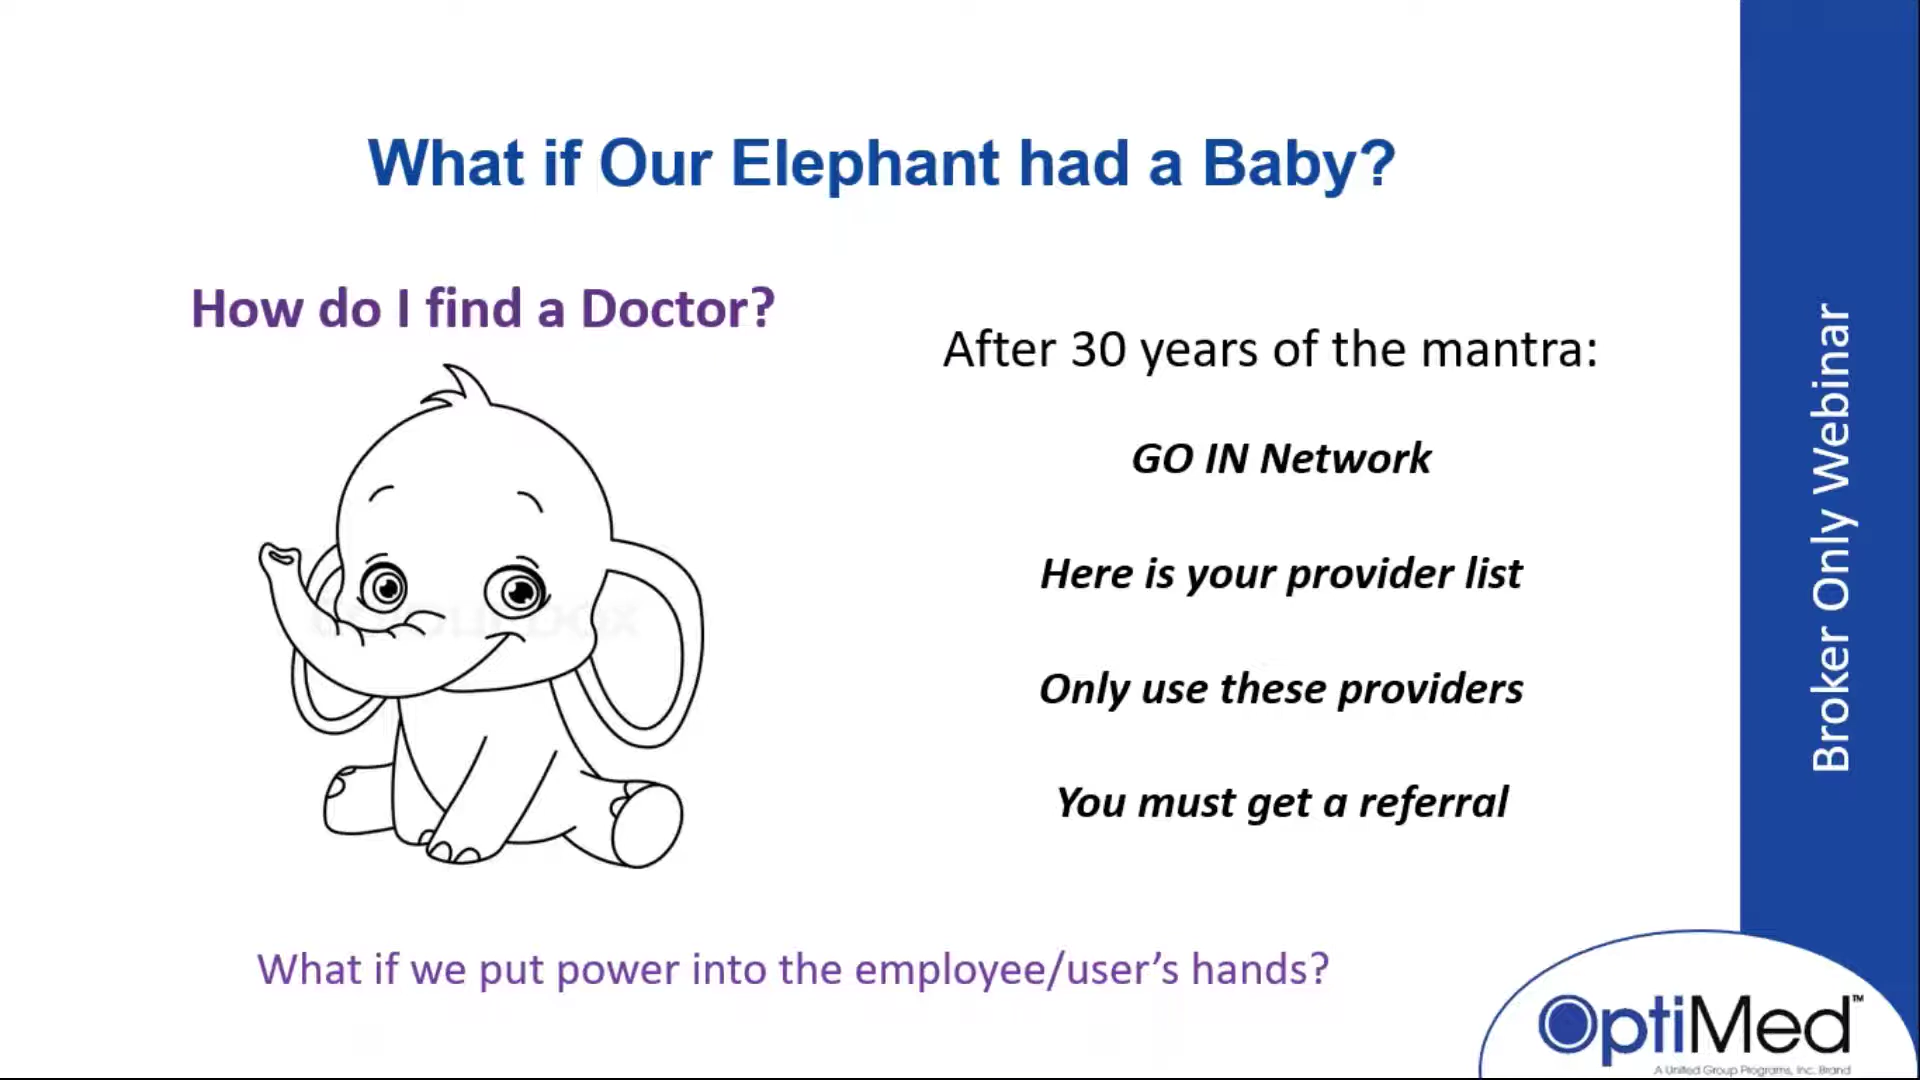 What if Our Elephant had a Baby?
How do I find a Doctor?
After 30 years of the mantra:
GO IN Network
Here is your provider list
Only use these providers
You must get a referral
What if we put power into the employee/user's hands?
Broker Only Webinar
OptiMed™
A United Group Programs, Inc. Brand